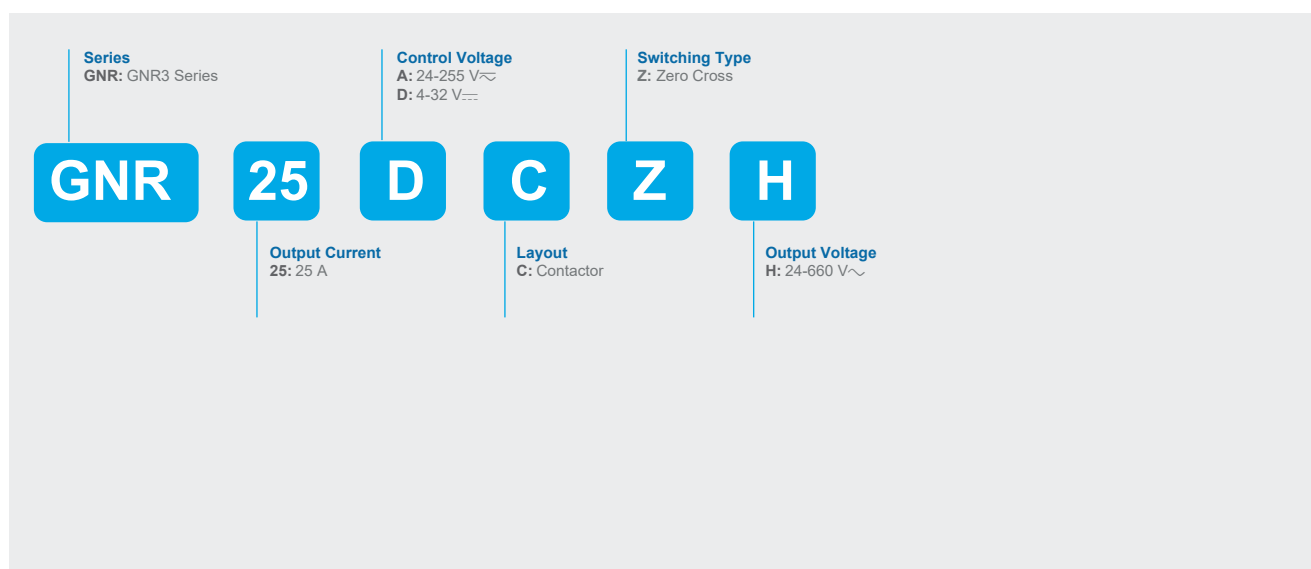 Series
GNR: GNR3 Series
Control Voltage
A: 24-255 V⏦
D: 4-32 V⎓
Switching Type
Z: Zero Cross
GNR 25 D C Z H
Output Current
25: 25 A
Layout
C: Contactor
Output Voltage
H: 24-660 V∼